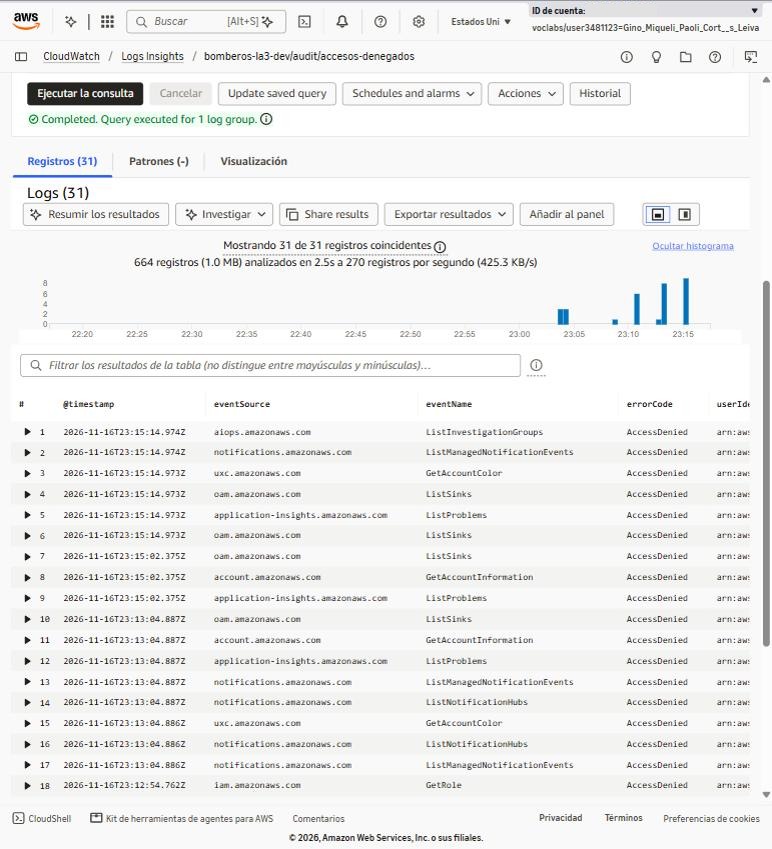 aws
Buscar [Alt+S]
Estados Uni
ID de cuenta:
voclabs/user3481123=Gino_Miqueli_Paoli_Cort__s_Leiva
CloudWatch / Logs Insights / bomberos-la3-dev/audit/accesos-denegados
Ejecutar la consulta Cancelar Update saved query Schedules and alarms Acciones Historial
Completed. Query executed for 1 log group.
Registros (31) Patrones (-) Visualización
Logs (31)
Resumir los resultados Investigar Share results Exportar resultados Añadir al panel
Mostrando 31 de 31 registros coincidentes
Ocultar histograma
664 registros (1.0 MB) analizados en 2.5s a 270 registros por segundo (425.3 KB/s)
8
6
4
2
0
22:20 22:25 22:30 22:35 22:40 22:45 22:50 22:55 23:00 23:05 23:10 23:15
Filtrar los resultados de la tabla (no distingue entre mayúsculas y minúsculas)...
# @timestamp eventSource eventName errorCode userIde
1 2026-11-16T23:15:14.974Z aiops.amazonaws.com ListInvestigationGroups AccessDenied arn:aws
2 2026-11-16T23:15:14.974Z notifications.amazonaws.com ListManagedNotificationEvents AccessDenied arn:aws
3 2026-11-16T23:15:14.973Z uxc.amazonaws.com GetAccountColor AccessDenied arn:aws
4 2026-11-16T23:15:14.973Z oam.amazonaws.com ListSinks AccessDenied arn:aws
5 2026-11-16T23:15:14.973Z application-insights.amazonaws.com ListProblems AccessDenied arn:aws
6 2026-11-16T23:15:14.973Z oam.amazonaws.com ListSinks AccessDenied arn:aws
7 2026-11-16T23:15:02.375Z oam.amazonaws.com ListSinks AccessDenied arn:aws
8 2026-11-16T23:15:02.375Z account.amazonaws.com GetAccountInformation AccessDenied arn:aws
9 2026-11-16T23:15:02.375Z application-insights.amazonaws.com ListProblems AccessDenied arn:aws
10 2026-11-16T23:13:04.887Z oam.amazonaws.com ListSinks AccessDenied arn:aws
11 2026-11-16T23:13:04.887Z account.amazonaws.com GetAccountInformation AccessDenied arn:aws
12 2026-11-16T23:13:04.887Z application-insights.amazonaws.com ListProblems AccessDenied arn:aws
13 2026-11-16T23:13:04.887Z notifications.amazonaws.com ListManagedNotificationEvents AccessDenied arn:aws
14 2026-11-16T23:13:04.887Z notifications.amazonaws.com ListNotificationHubs AccessDenied arn:aws
15 2026-11-16T23:13:04.886Z uxc.amazonaws.com GetAccountColor AccessDenied arn:aws
16 2026-11-16T23:13:04.886Z notifications.amazonaws.com ListNotificationHubs AccessDenied arn:aws
17 2026-11-16T23:13:04.886Z notifications.amazonaws.com ListManagedNotificationEvents AccessDenied arn:aws
18 2026-11-16T23:12:54.762Z iam.amazonaws.com GetRole AccessDenied arn:aws
CloudShell Kit de herramientas de agentes para AWS Comentarios Privacidad Términos Preferencias de cookies
© 2026, Amazon Web Services, Inc. o sus filiales.